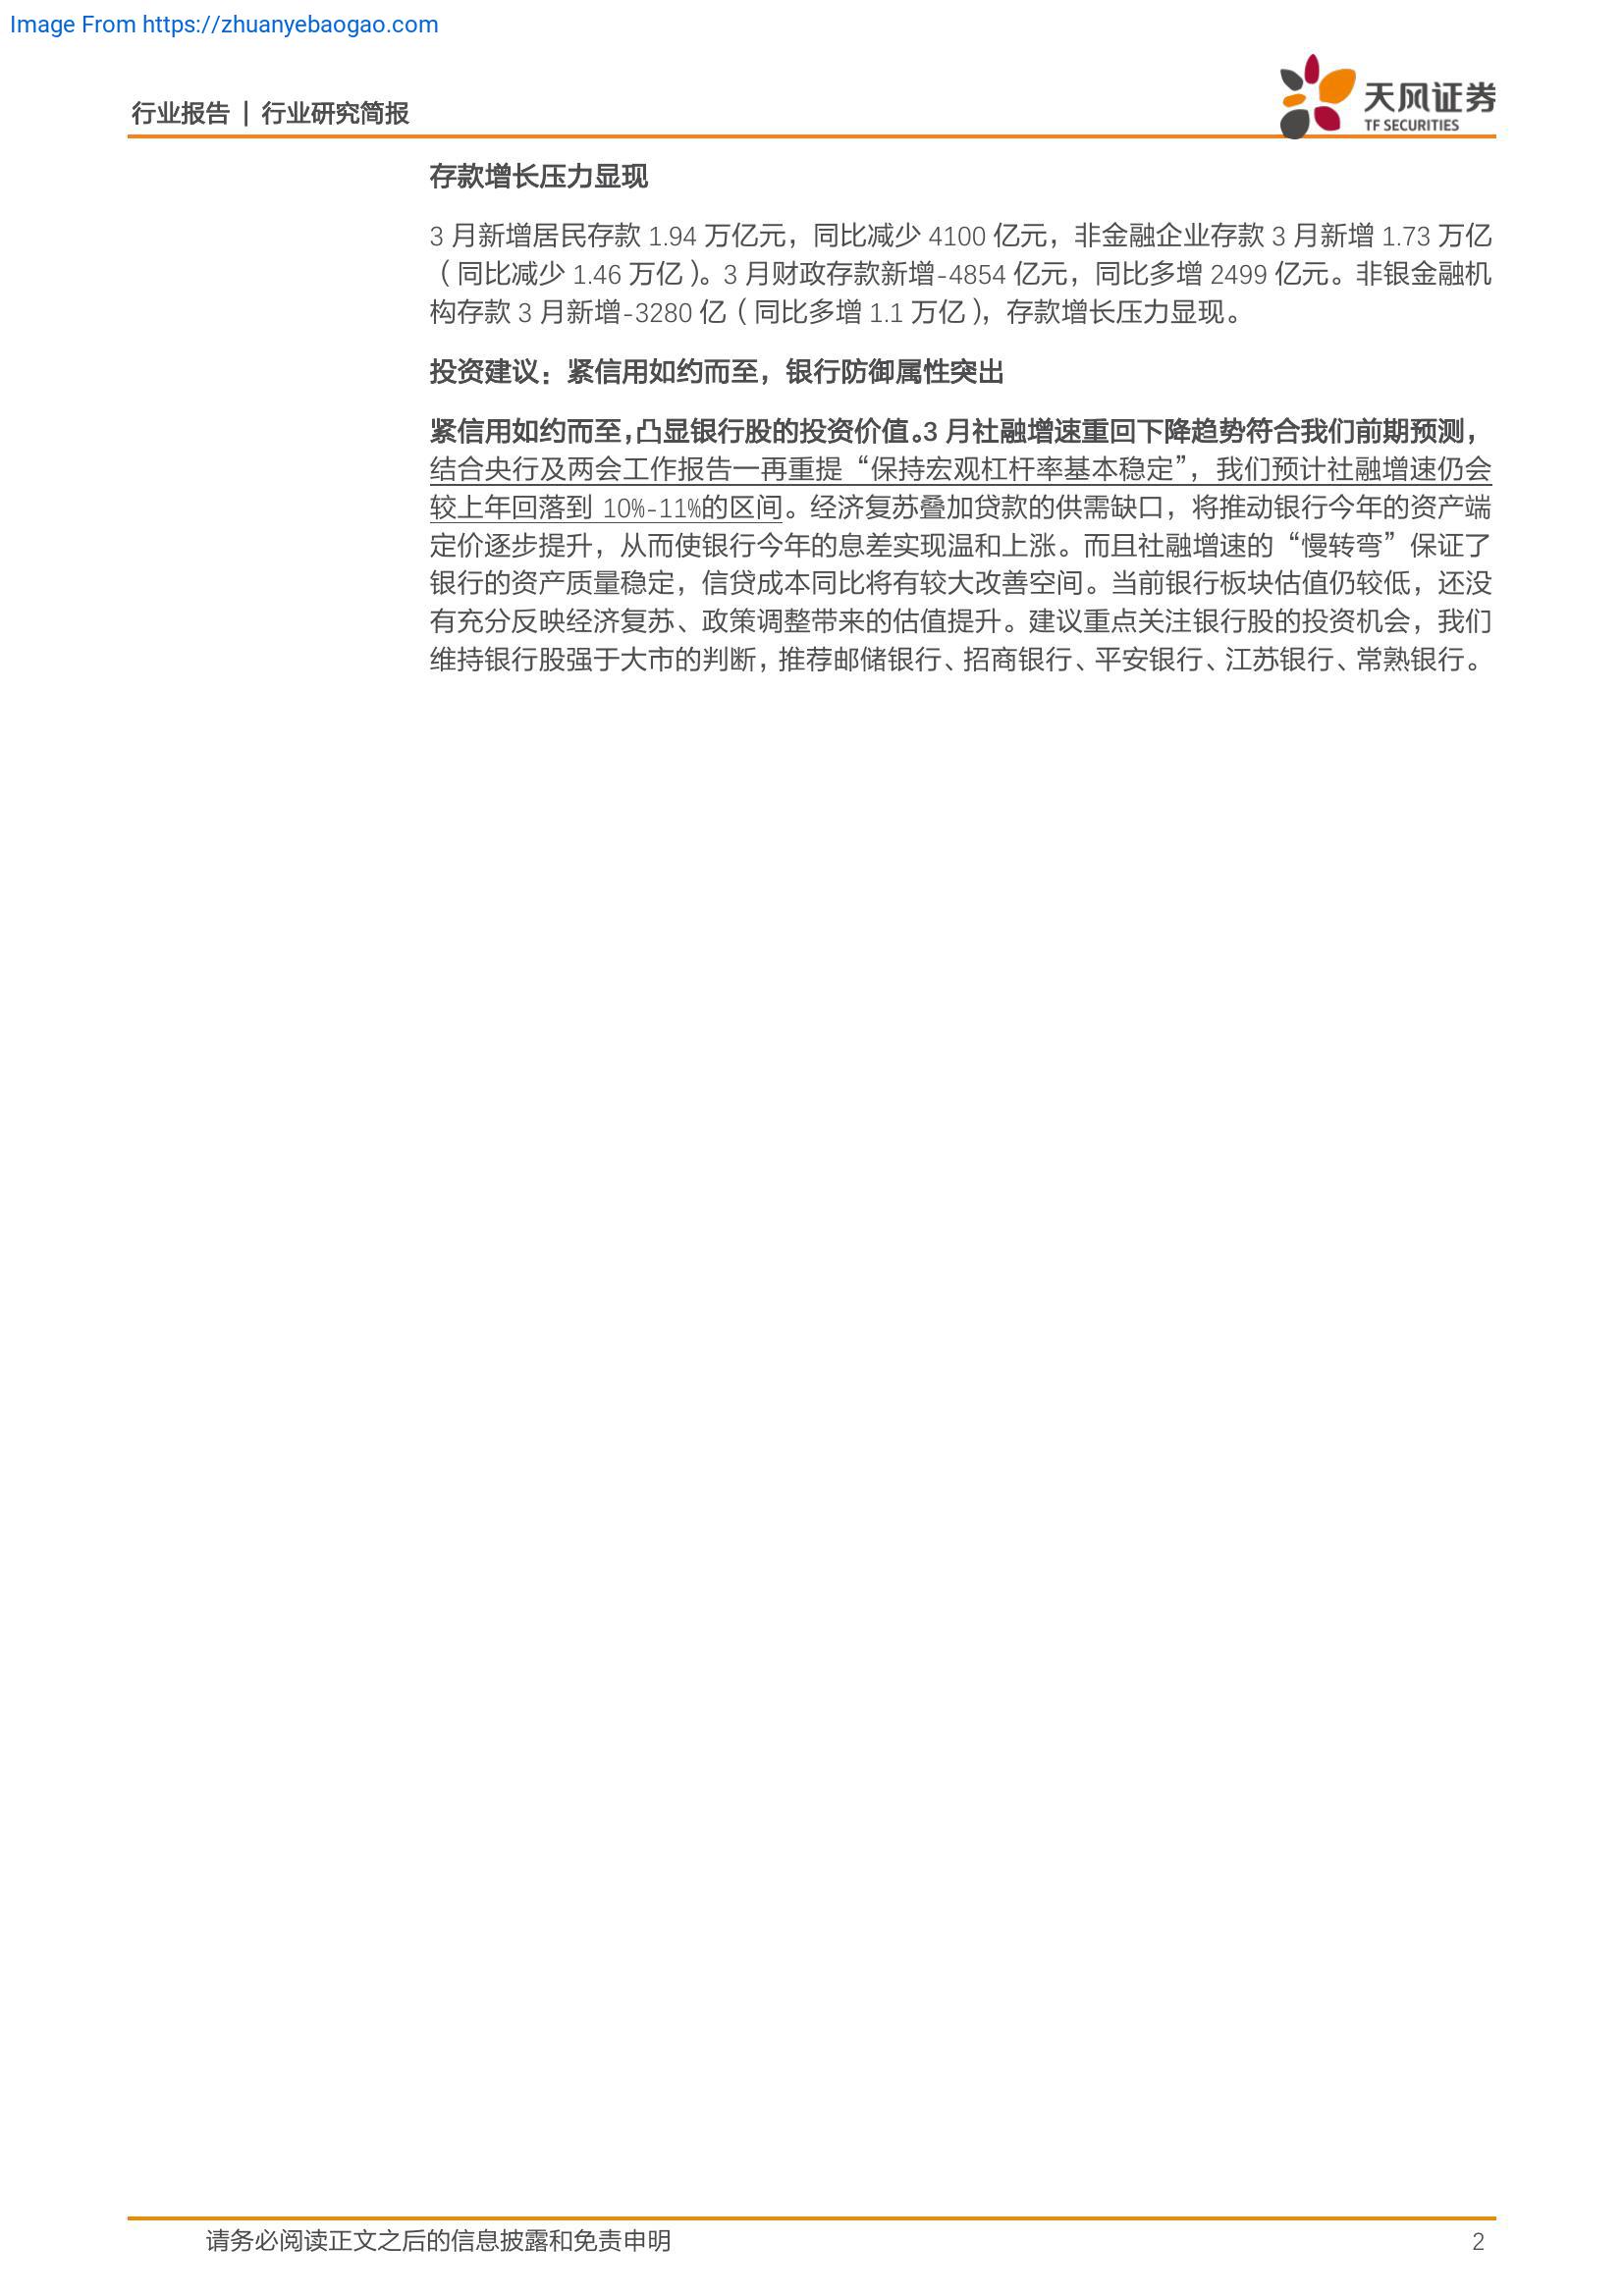 Image From https://zhuanyebaogao.com
行业报告 | 行业研究简报
天风证券
TF SECURITIES
存款增长压力显现
3 月新增居民存款 1.94 万亿元，同比减少 4100 亿元，非金融企业存款 3 月新增 1.73 万亿
（同比减少 1.46 万亿）。3 月财政存款新增-4854 亿元，同比多增 2499 亿元。非银金融机
构存款 3 月新增-3280 亿（同比多增 1.1 万亿），存款增长压力显现。
投资建议：紧信用如约而至，银行防御属性突出
紧信用如约而至，凸显银行股的投资价值。3 月社融增速重回下降趋势符合我们前期预测，
结合央行及两会工作报告一再重提“保持宏观杠杆率基本稳定”，我们预计社融增速仍会
较上年回落到 10%-11%的区间。经济复苏叠加贷款的供需缺口，将推动银行今年的资产端
定价逐步提升，从而使银行今年的息差实现温和上涨。而且社融增速的“慢转弯”保证了
银行的资产质量稳定，信贷成本同比将有较大改善空间。当前银行板块估值仍较低，还没
有充分反映经济复苏、政策调整带来的估值提升。建议重点关注银行股的投资机会，我们
维持银行股强于大市的判断，推荐邮储银行、招商银行、平安银行、江苏银行、常熟银行。
请务必阅读正文之后的信息披露和免责申明
2